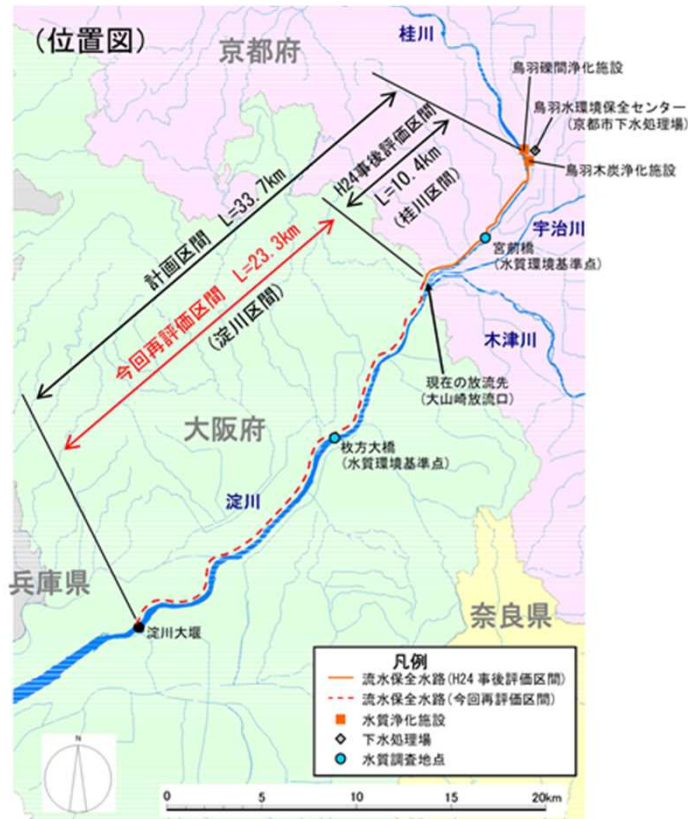 (位置図)
京都府
桂川
鳥羽礫間浄化施設
鳥羽水環境保全センター
(京都市下水処理場)
鳥羽木炭浄化施設
計画区間 L=33.7km
H24事後評価区間
L=10.4km
(桂川区間)
今回再評価区間 L=23.3km
(淀川区間)
宇治川
宮前橋
(水質環境基準点)
木津川
現在の放流先
(大山崎放流口)
大阪府
枚方大橋
(水質環境基準点)
淀川
兵庫県
奈良県
淀川大堰
凡例
流水保全水路(H24事後評価区間)
流水保全水路(今回再評価区間)
水質浄化施設
下水処理場
水質調査地点
N
0 5 10 15 20km